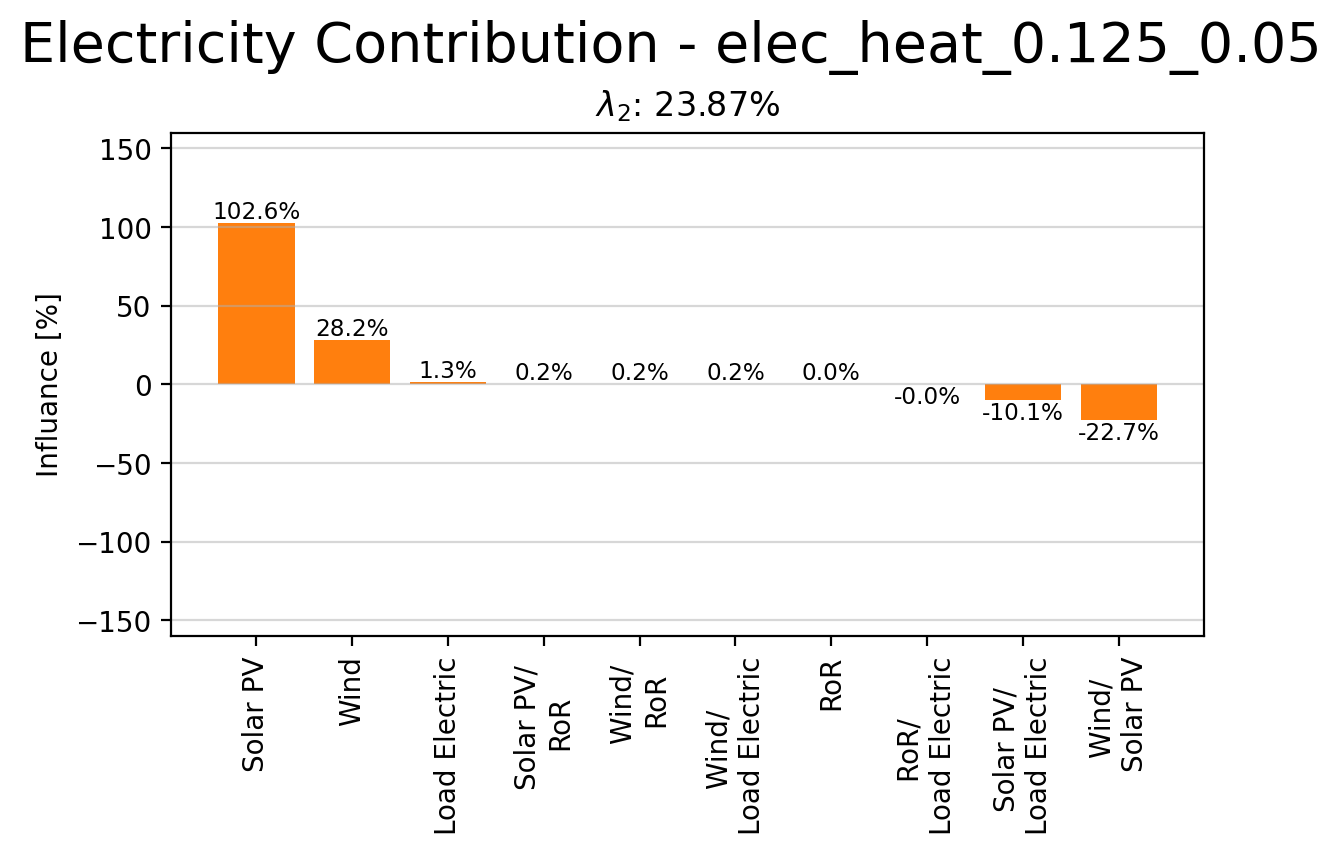 Electricity Contribution - elec_heat_0.125_0.05
λ₂: 23.87%
Influance [%]
150
100
50
0
−50
−100
−150
102.6%
28.2%
1.3%
0.2%
0.2%
0.2%
0.0%
-0.0%
-10.1%
-22.7%
Solar PV
Wind
Load Electric
Solar PV/
RoR
Wind/
RoR
Wind/
Load Electric
RoR
RoR/
Load Electric
Solar PV/
Load Electric
Wind/
Solar PV